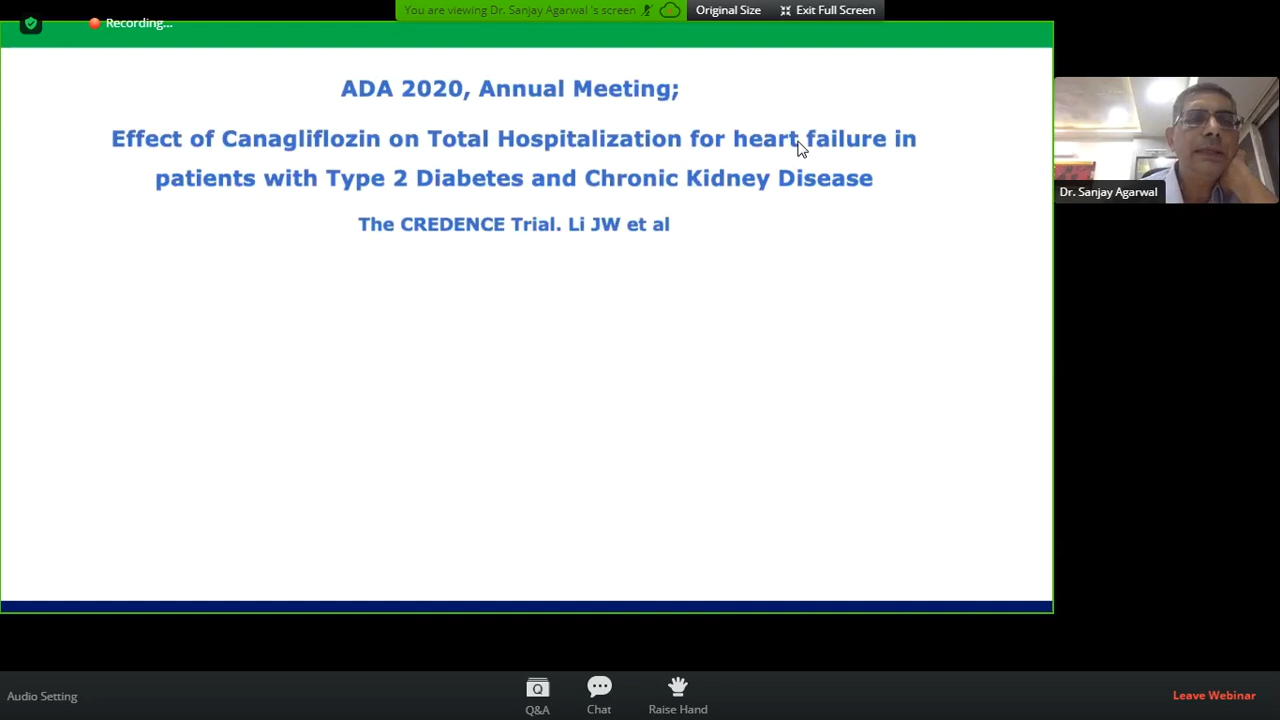 You are viewing Dr. Sanjay Agarwal 's screen
Original Size
Exit Full Screen
Recording...
ADA 2020, Annual Meeting;
Effect of Canagliflozin on Total Hospitalization for heart failure in
patients with Type 2 Diabetes and Chronic Kidney Disease
The CREDENCE Trial. Li JW et al
Dr. Sanjay Agarwal
Audio Setting
Q
Q&A
Chat
Raise Hand
Leave Webinar